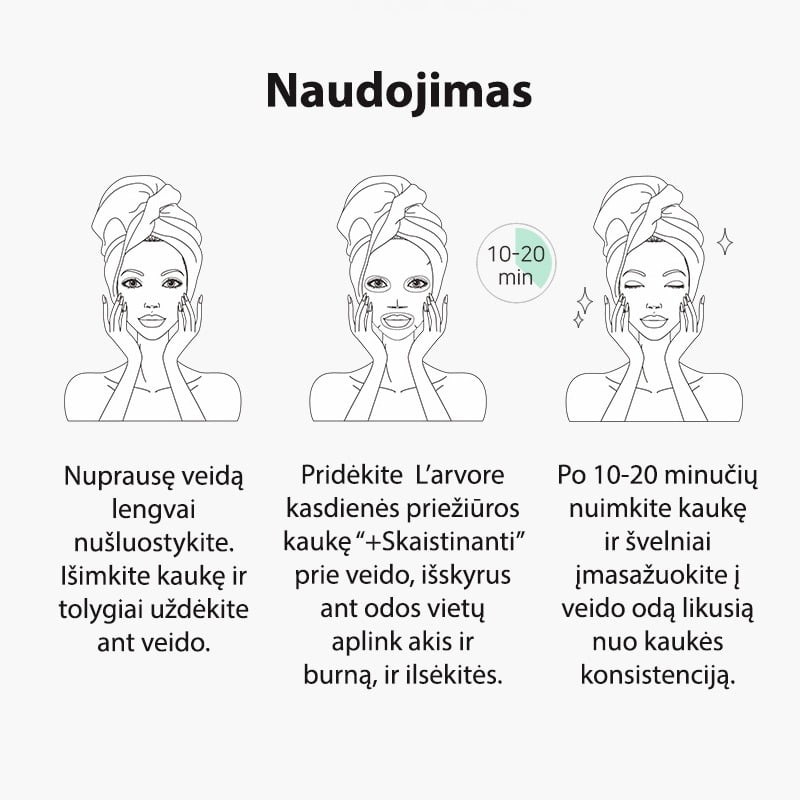 Naudojimas
10-20
min
Nuprausę veidą
lengvai
nušluostykite.
Išimkite kaukę ir
tolygiai uždėkite
ant veido.
Pridėkite L’arvore
kasdienės priežiūros
kaukę “+Skaistinanti”
prie veido, išskyrus
ant odos vietų
aplink akis ir
burną, ir ilsėkitės.
Po 10-20 minučių
nuimkite kaukę
ir švelniai
įmasažuokite į
veido odą likusią
nuo kaukės
konsistenciją.